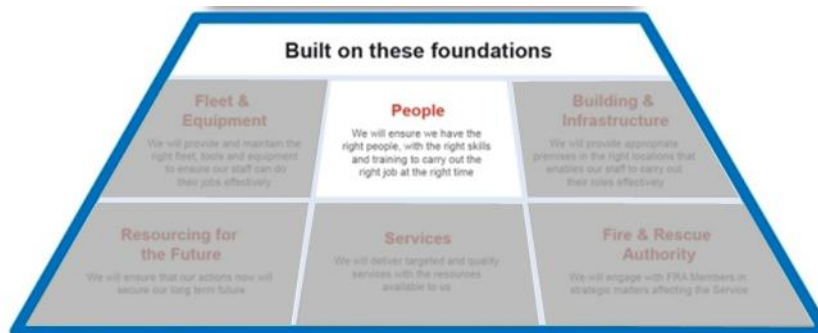 Built on these foundations
Fleet &
Equipment
We will provide and maintain the
right fleet, tools and equipment
to ensure our staff can do
their jobs effectively
People
We will ensure we have the
right people, with the right skills
and training to carry out the
right job at the right time
Building &
Infrastructure
We will provide appropriate
premises in the right locations that
enables our staff to carry out
their roles effectively
Resourcing for
the Future
We will ensure that our actions now will
secure our long term future
Services
We will deliver targeted and quality
services with the resources
available to us
Fire & Rescue
Authority
We will engage with FRA Members in
strategic matters affecting the Service